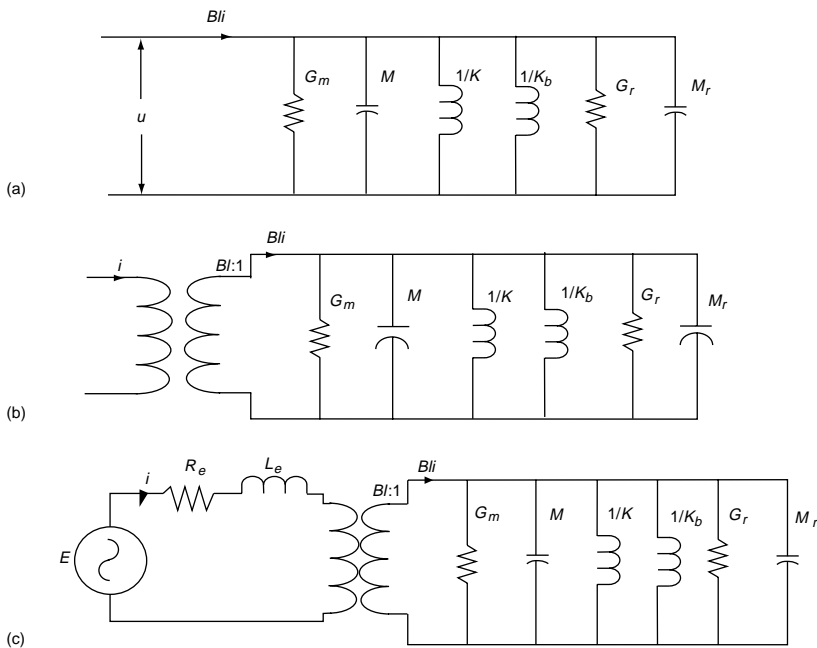 Bli
u
G_m
M
1/K
1/K_b
G_r
M_r
(a)
i
Bl:1
Bli
G_m
M
1/K
1/K_b
G_r
M_r
(b)
E
i
R_e
L_e
Bl:1
Bli
G_m
M
1/K
1/K_b
G_r
M_r
(c)